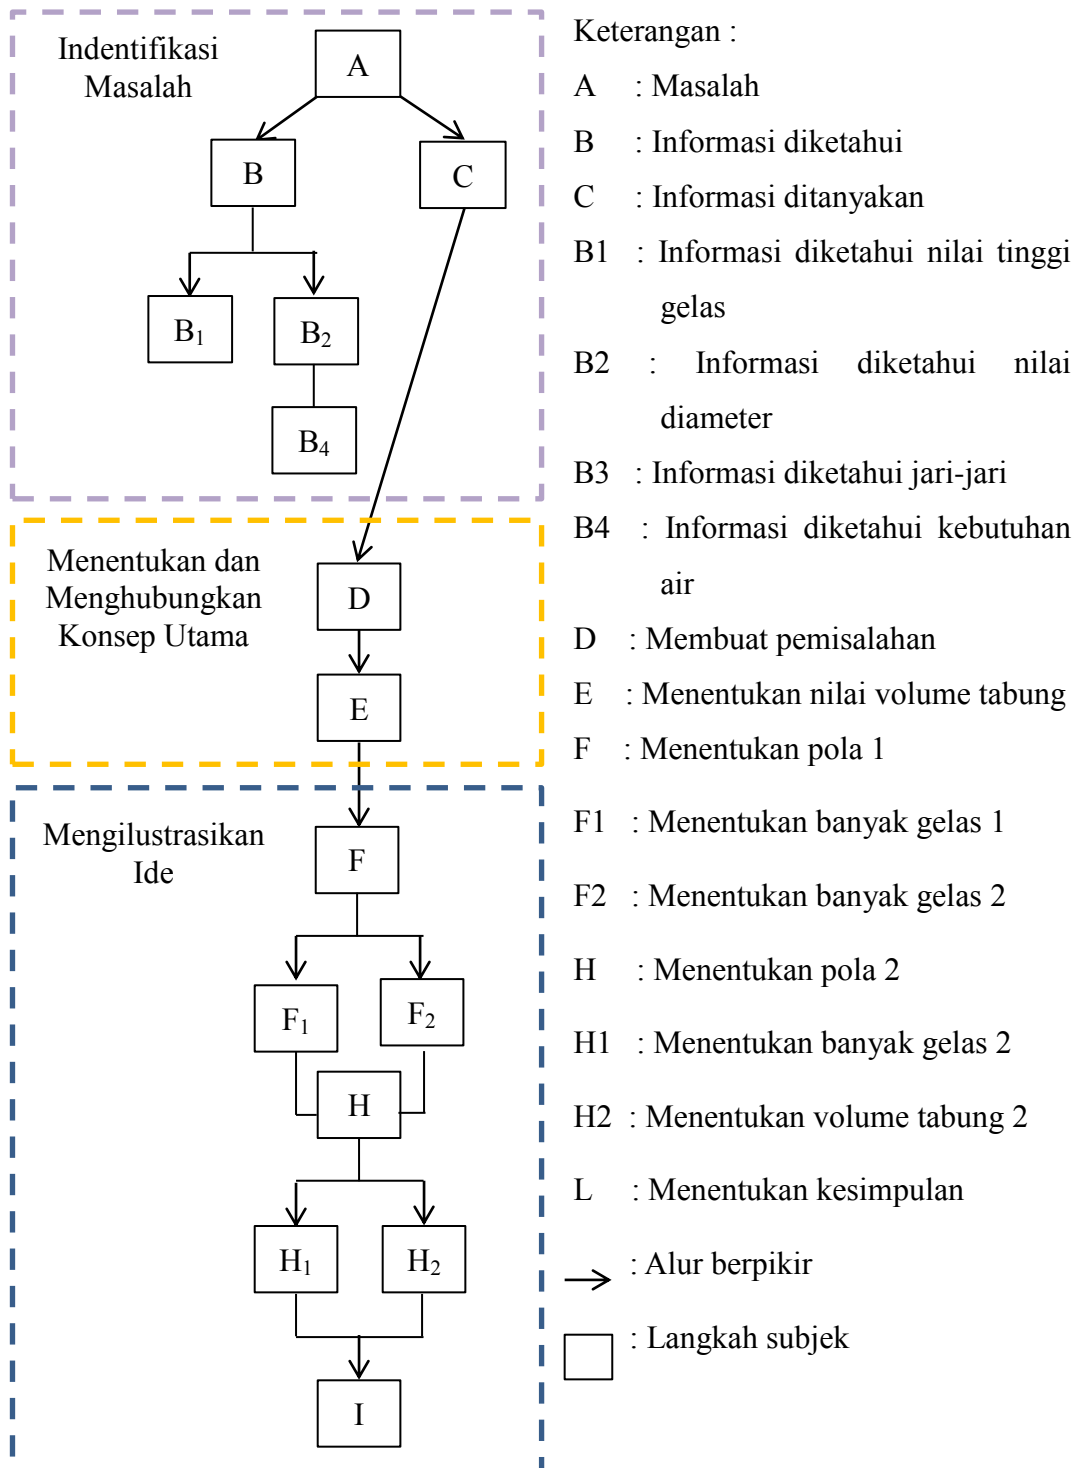 Indentifikasi
Masalah
A
B
C
B₁
B₂
B₄
Menentukan dan
Menghubungkan
Konsep Utama
D
E
Mengilustrasikan
Ide
F
F₁
F₂
H
H₁
H₂
I
Keterangan :
A : Masalah
B : Informasi diketahui
C : Informasi ditanyakan
B1 : Informasi diketahui nilai tinggi
gelas
B2 : Informasi diketahui nilai
diameter
B3 : Informasi diketahui jari-jari
B4 : Informasi diketahui kebutuhan
air
D : Membuat pemisalahan
E : Menentukan nilai volume tabung
F : Menentukan pola 1
F1 : Menentukan banyak gelas 1
F2 : Menentukan banyak gelas 2
H : Menentukan pola 2
H1 : Menentukan banyak gelas 2
H2 : Menentukan volume tabung 2
L : Menentukan kesimpulan
: Alur berpikir
: Langkah subjek